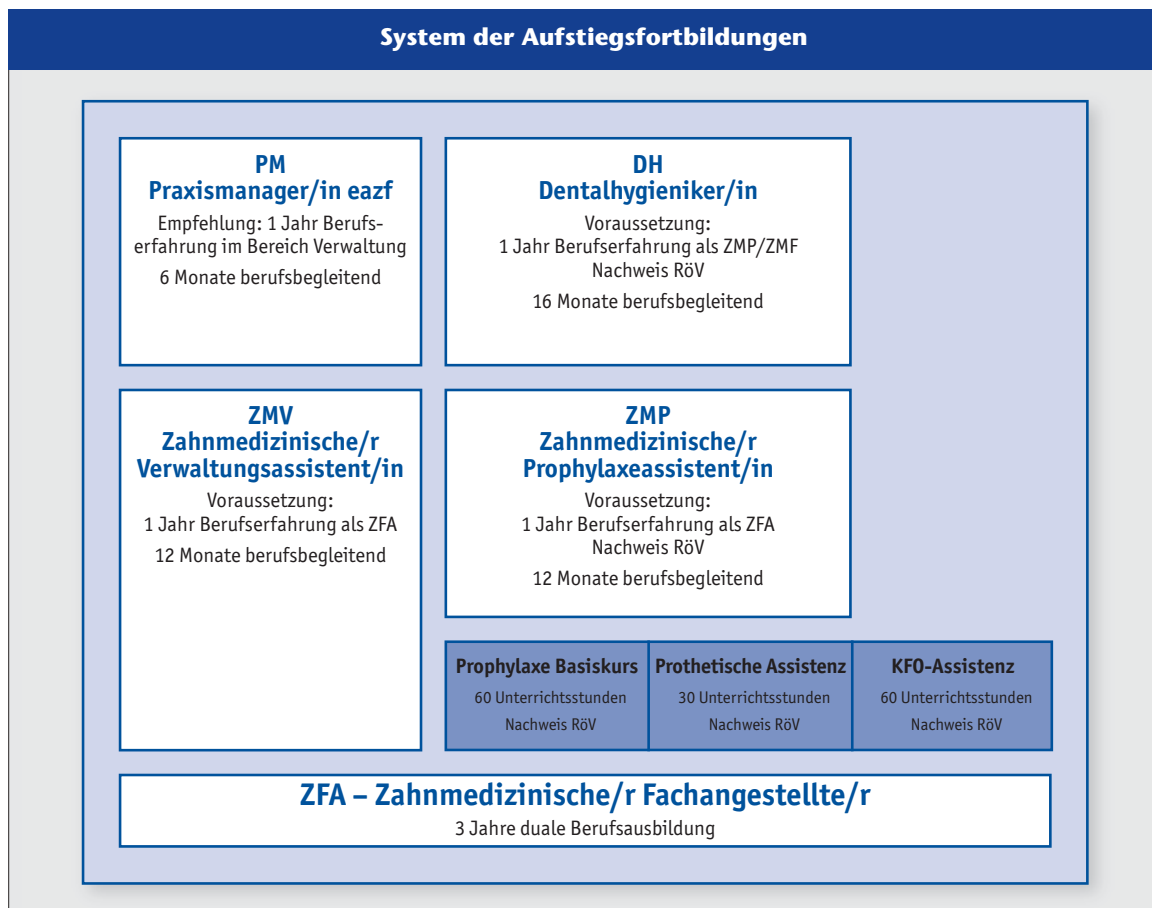 System der Aufstiegsfortbildungen
PM
Praxismanager/in eazf
Empfehlung: 1 Jahr Berufs-
erfahrung im Bereich Verwaltung
6 Monate berufsbegleitend
DH
Dentalhygieniker/in
Voraussetzung:
1 Jahr Berufserfahrung als ZMP/ZMF
Nachweis RöV
16 Monate berufsbegleitend
ZMV
Zahnmedizinische/r
Verwaltungsassistent/in
Voraussetzung:
1 Jahr Berufserfahrung als ZFA
12 Monate berufsbegleitend
ZMP
Zahnmedizinische/r
Prophylaxeassistent/in
Voraussetzung:
1 Jahr Berufserfahrung als ZFA
Nachweis RöV
12 Monate berufsbegleitend
Prophylaxe Basiskurs
60 Unterrichtsstunden
Nachweis RöV
Prothetische Assistenz
30 Unterrichtsstunden
Nachweis RöV
KFO-Assistenz
60 Unterrichtsstunden
Nachweis RöV
ZFA – Zahnmedizinische/r Fachangestellte/r
3 Jahre duale Berufsausbildung